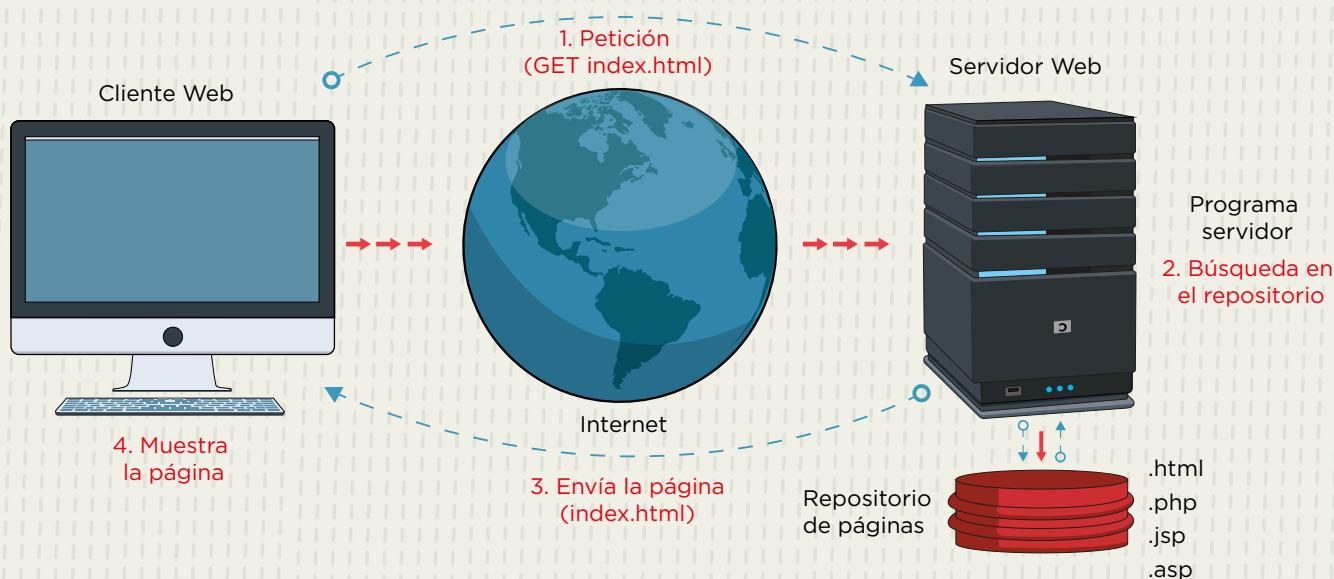 1. Petición
(GET index.html)
Cliente Web
Servidor Web
Programa
servidor
2. Búsqueda en
el repositorio
Internet
4. Muestra
la página
3. Envía la página
(index.html)
Repositorio
de páginas
.html
.php
.jsp
.asp